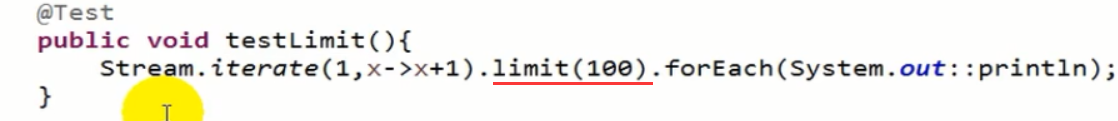 @Test
public void testLimit(){
    Stream.iterate(1,x->x+1).limit(100).forEach(System.out::println);
}